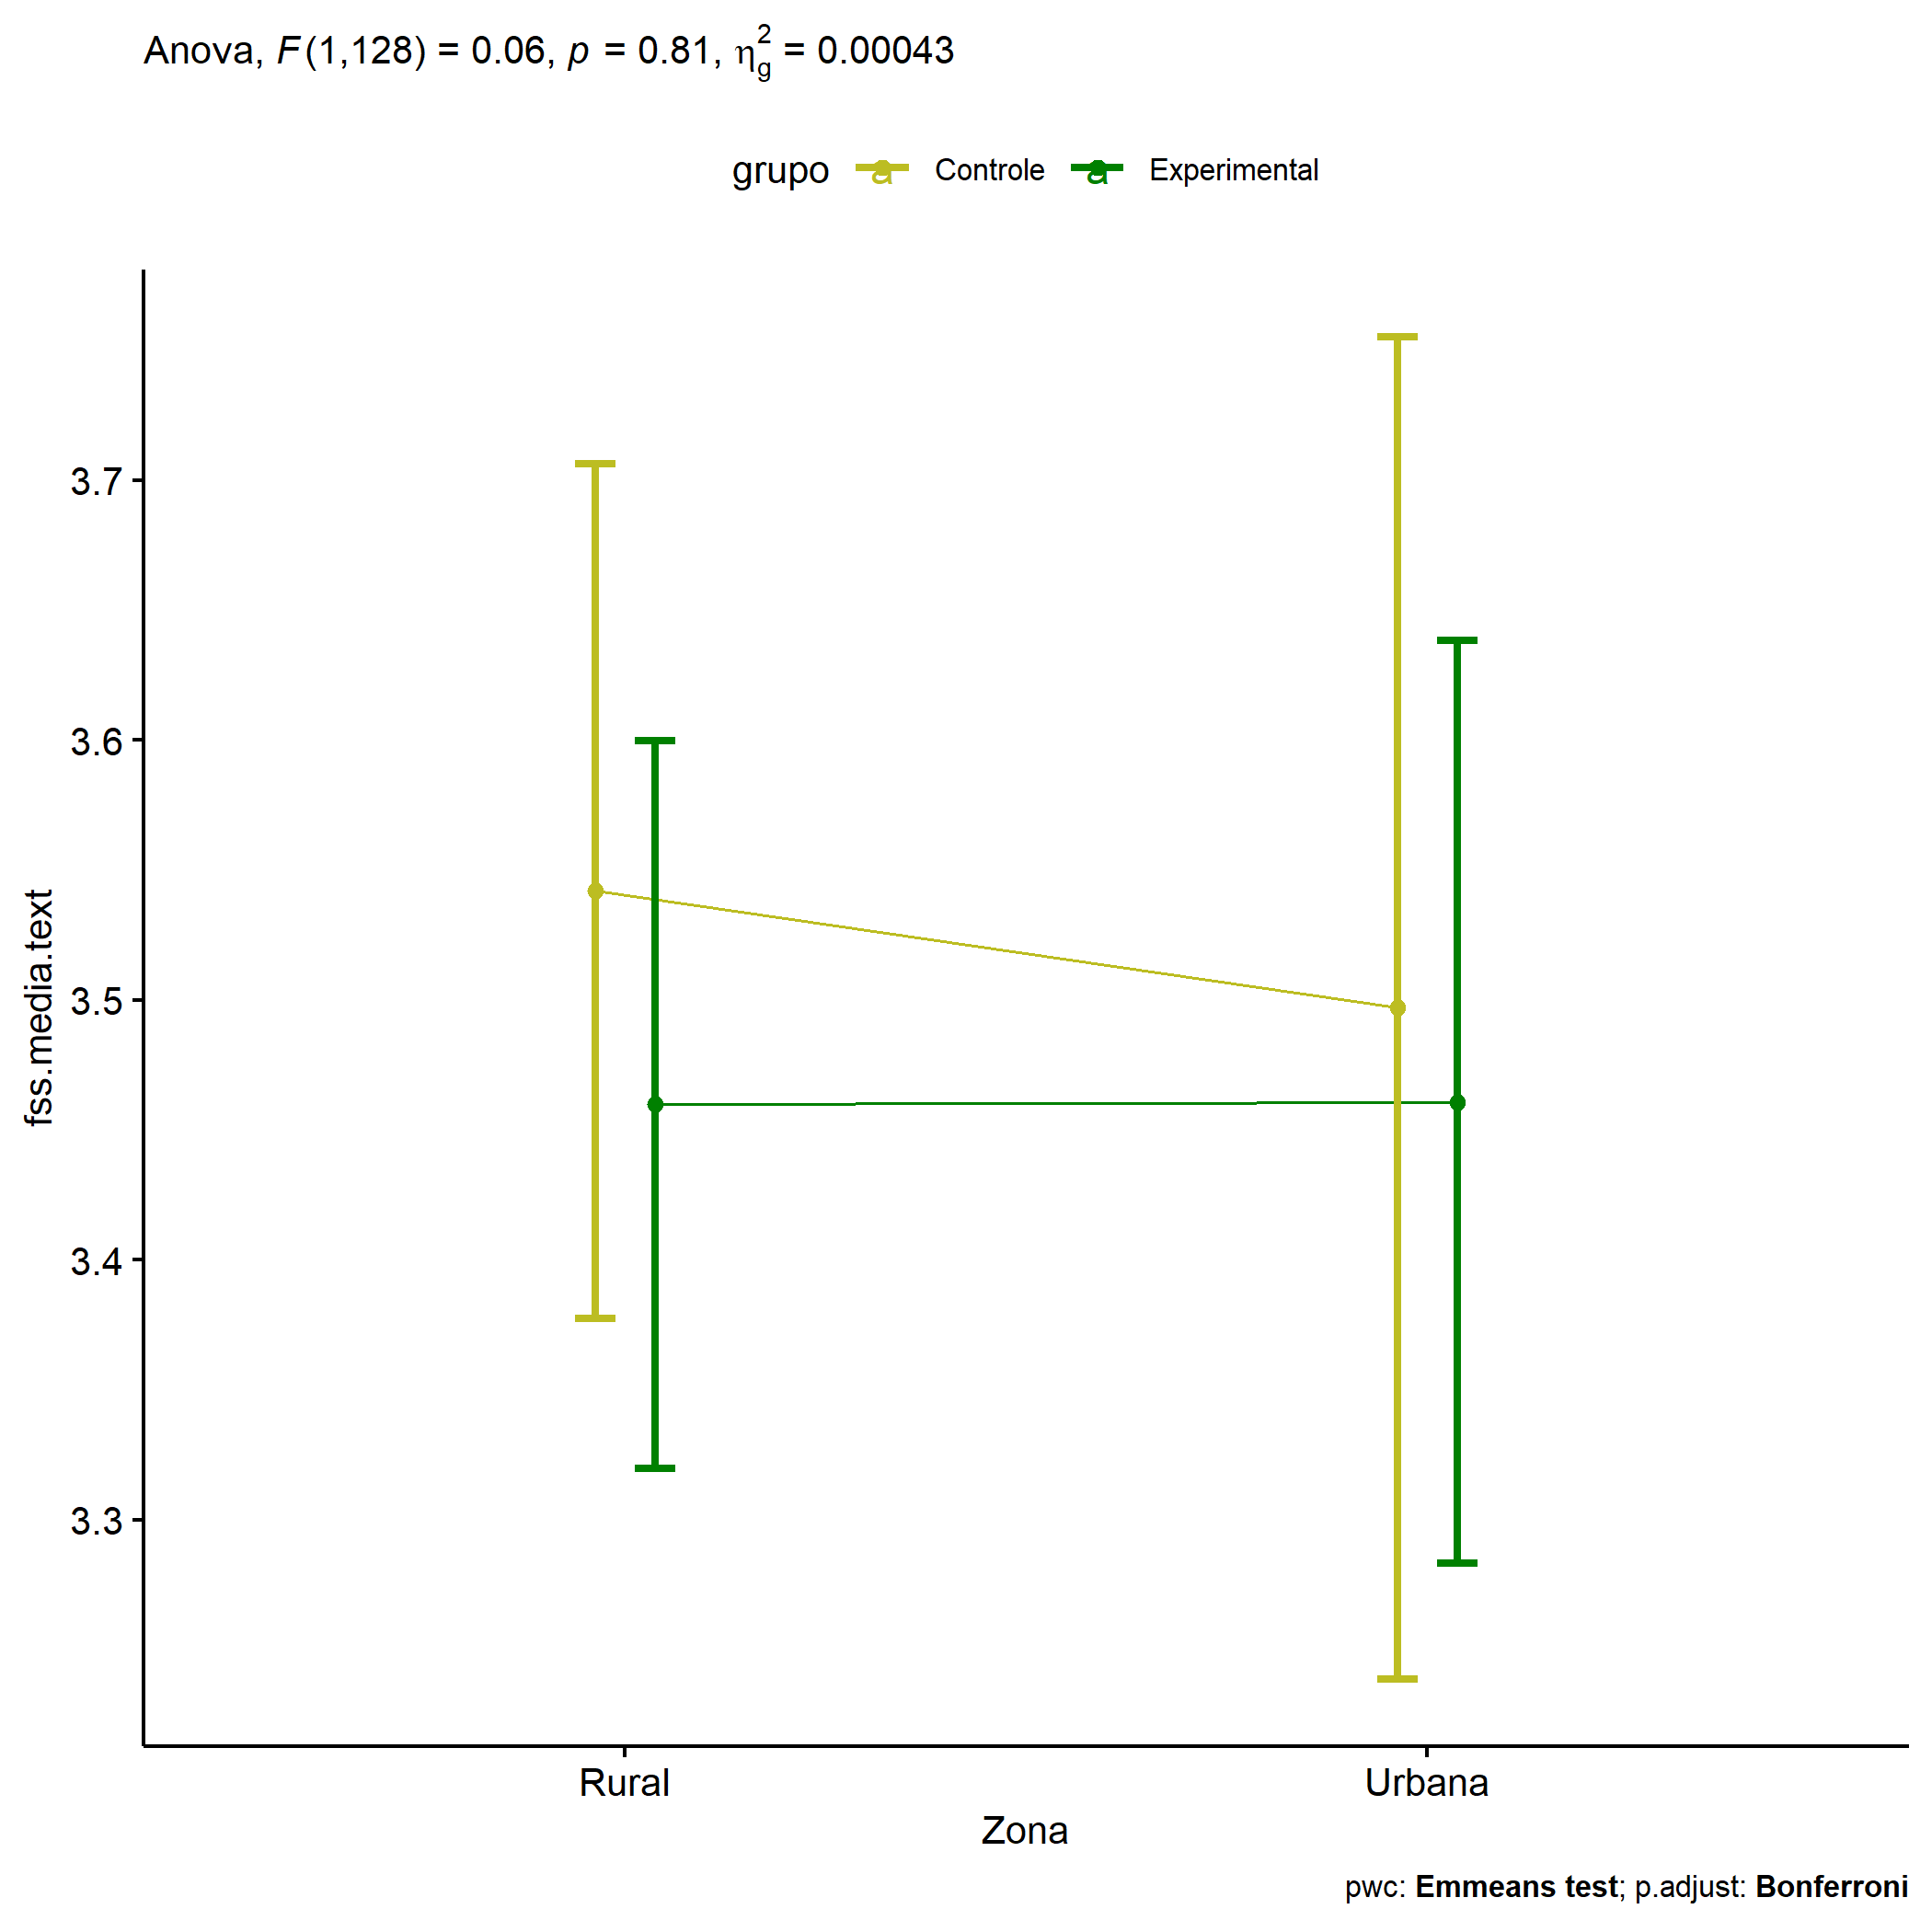 Anova, F(1,128) = 0.06, p = 0.81, η²g = 0.00043
grupo a Controle a Experimental
3.7
3.6
3.5
3.4
3.3
fss.media.text
Rural Urbana
Zona
pwc: Emmeans test; p.adjust: Bonferroni